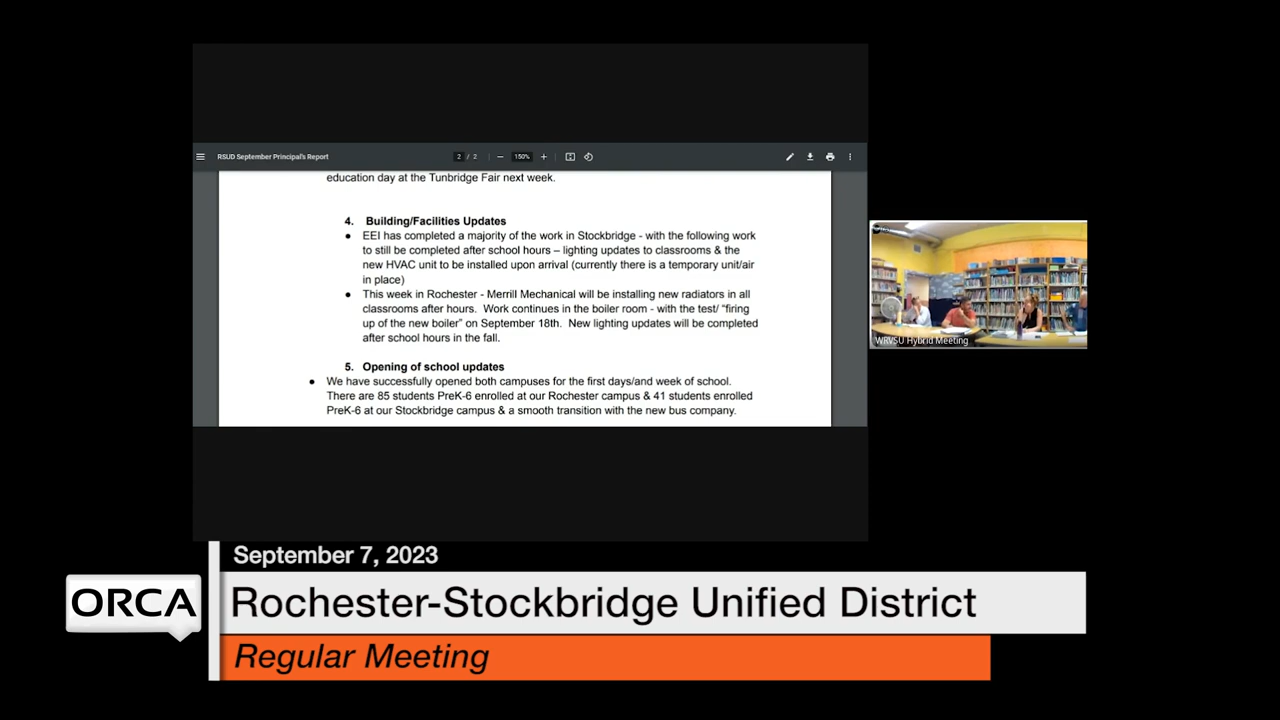 RSUD September Principal's Report
2 / 2
150%
education day at the Tunbridge Fair next week.
4. Building/Facilities Updates
● EEI has completed a majority of the work in Stockbridge - with the following work
to still be completed after school hours – lighting updates to classrooms & the
new HVAC unit to be installed upon arrival (currently there is a temporary unit/air
in place)
● This week in Rochester - Merrill Mechanical will be installing new radiators in all
classrooms after hours. Work continues in the boiler room - with the test/ “firing
up of the new boiler” on September 18th. New lighting updates will be completed
after school hours in the fall.
5. Opening of school updates
● We have successfully opened both campuses for the first days/and week of school.
There are 85 students PreK-6 enrolled at our Rochester campus & 41 students enrolled
PreK-6 at our Stockbridge campus & a smooth transition with the new bus company.
WRVSU Hybrid Meeting
September 7, 2023
ORCA
Rochester-Stockbridge Unified District
Regular Meeting